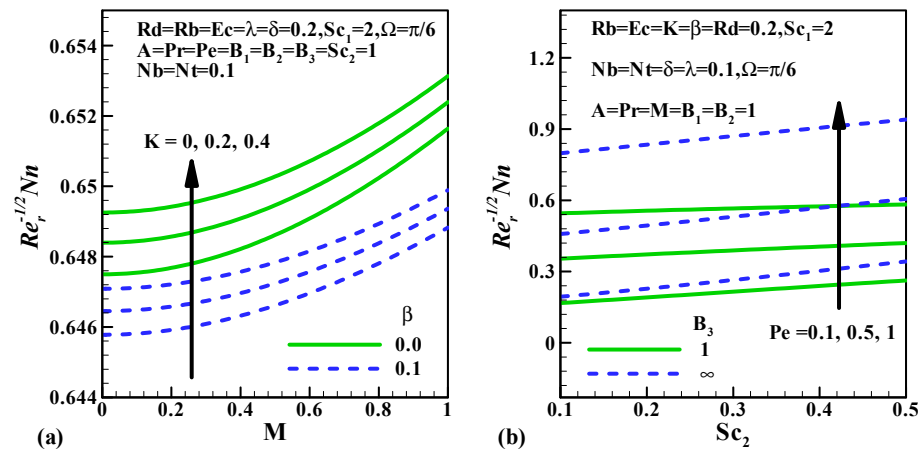 Rd=Rb=Ec=λ=δ=0.2,Sc₁=2,Ω=π/6
A=Pr=Pe=B₁=B₂=B₃=Sc₂=1
Nb=Nt=0.1
K = 0, 0.2, 0.4
β
0.0
0.1
0.654
0.652
0.65
0.648
0.646
0.644
Re_r^{-1/2}Nn
0
0.2
0.4
0.6
0.8
1
(a)
M
Rb=Ec=K=β=Rd=0.2,Sc₁=2
Nb=Nt=δ=λ=0.1,Ω=π/6
A=Pr=M=B₁=B₂=1
B₃
1
∞
Pe=0.1, 0.5, 1
1.2
0.9
0.6
0.3
0
Re_r^{-1/2}Nn
0.1
0.2
0.3
0.4
0.5
(b)
Sc₂